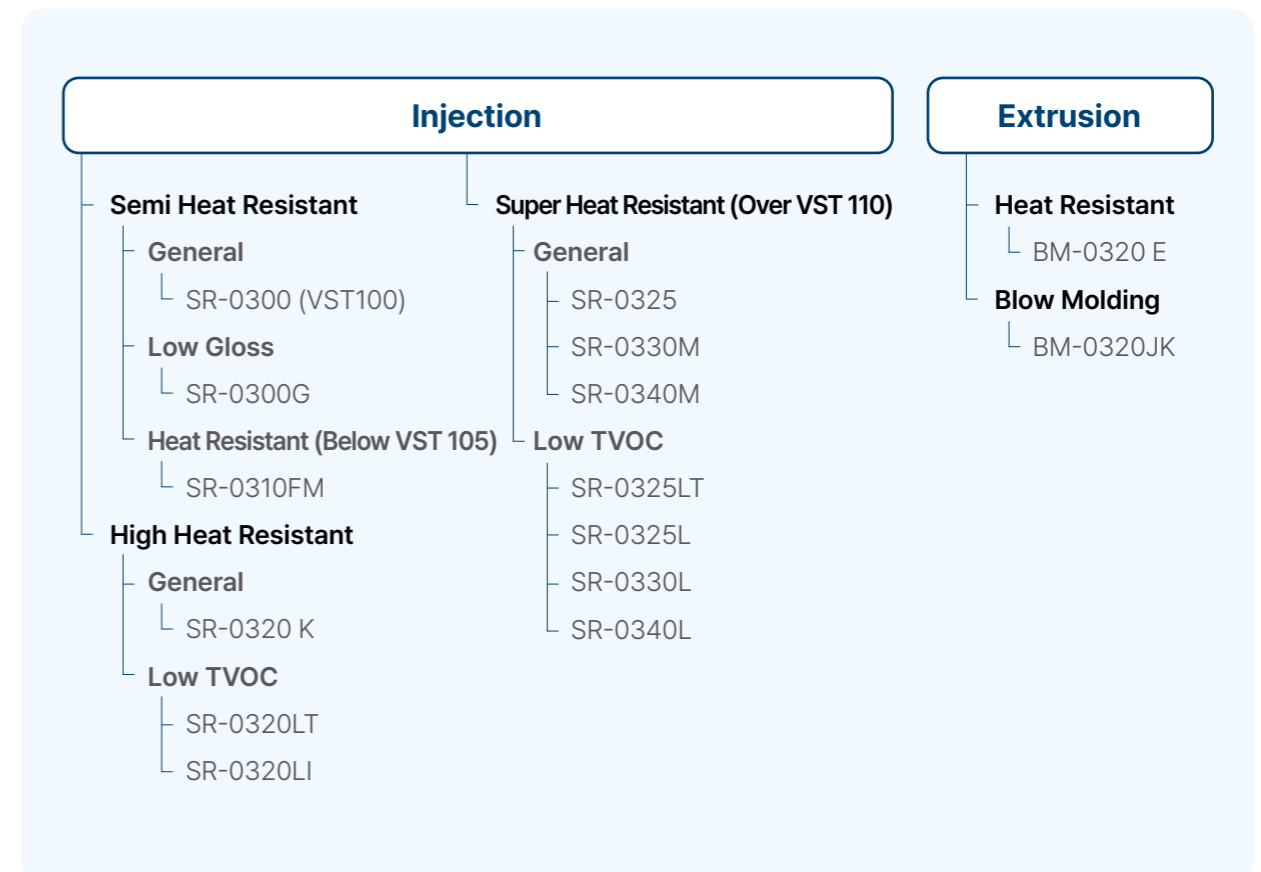 Injection
Semi Heat Resistant
General
SR-0300 (VST100)
Low Gloss
SR-0300G
Heat Resistant (Below VST 105)
SR-0310FM
High Heat Resistant
General
SR-0320 K
Low TVOC
SR-0320LT
SR-0320LI
Super Heat Resistant (Over VST 110)
General
SR-0325
SR-0330M
SR-0340M
Low TVOC
SR-0325LT
SR-0325L
SR-0330L
SR-0340L
Extrusion
Heat Resistant
BM-0320 E
Blow Molding
BM-0320JK